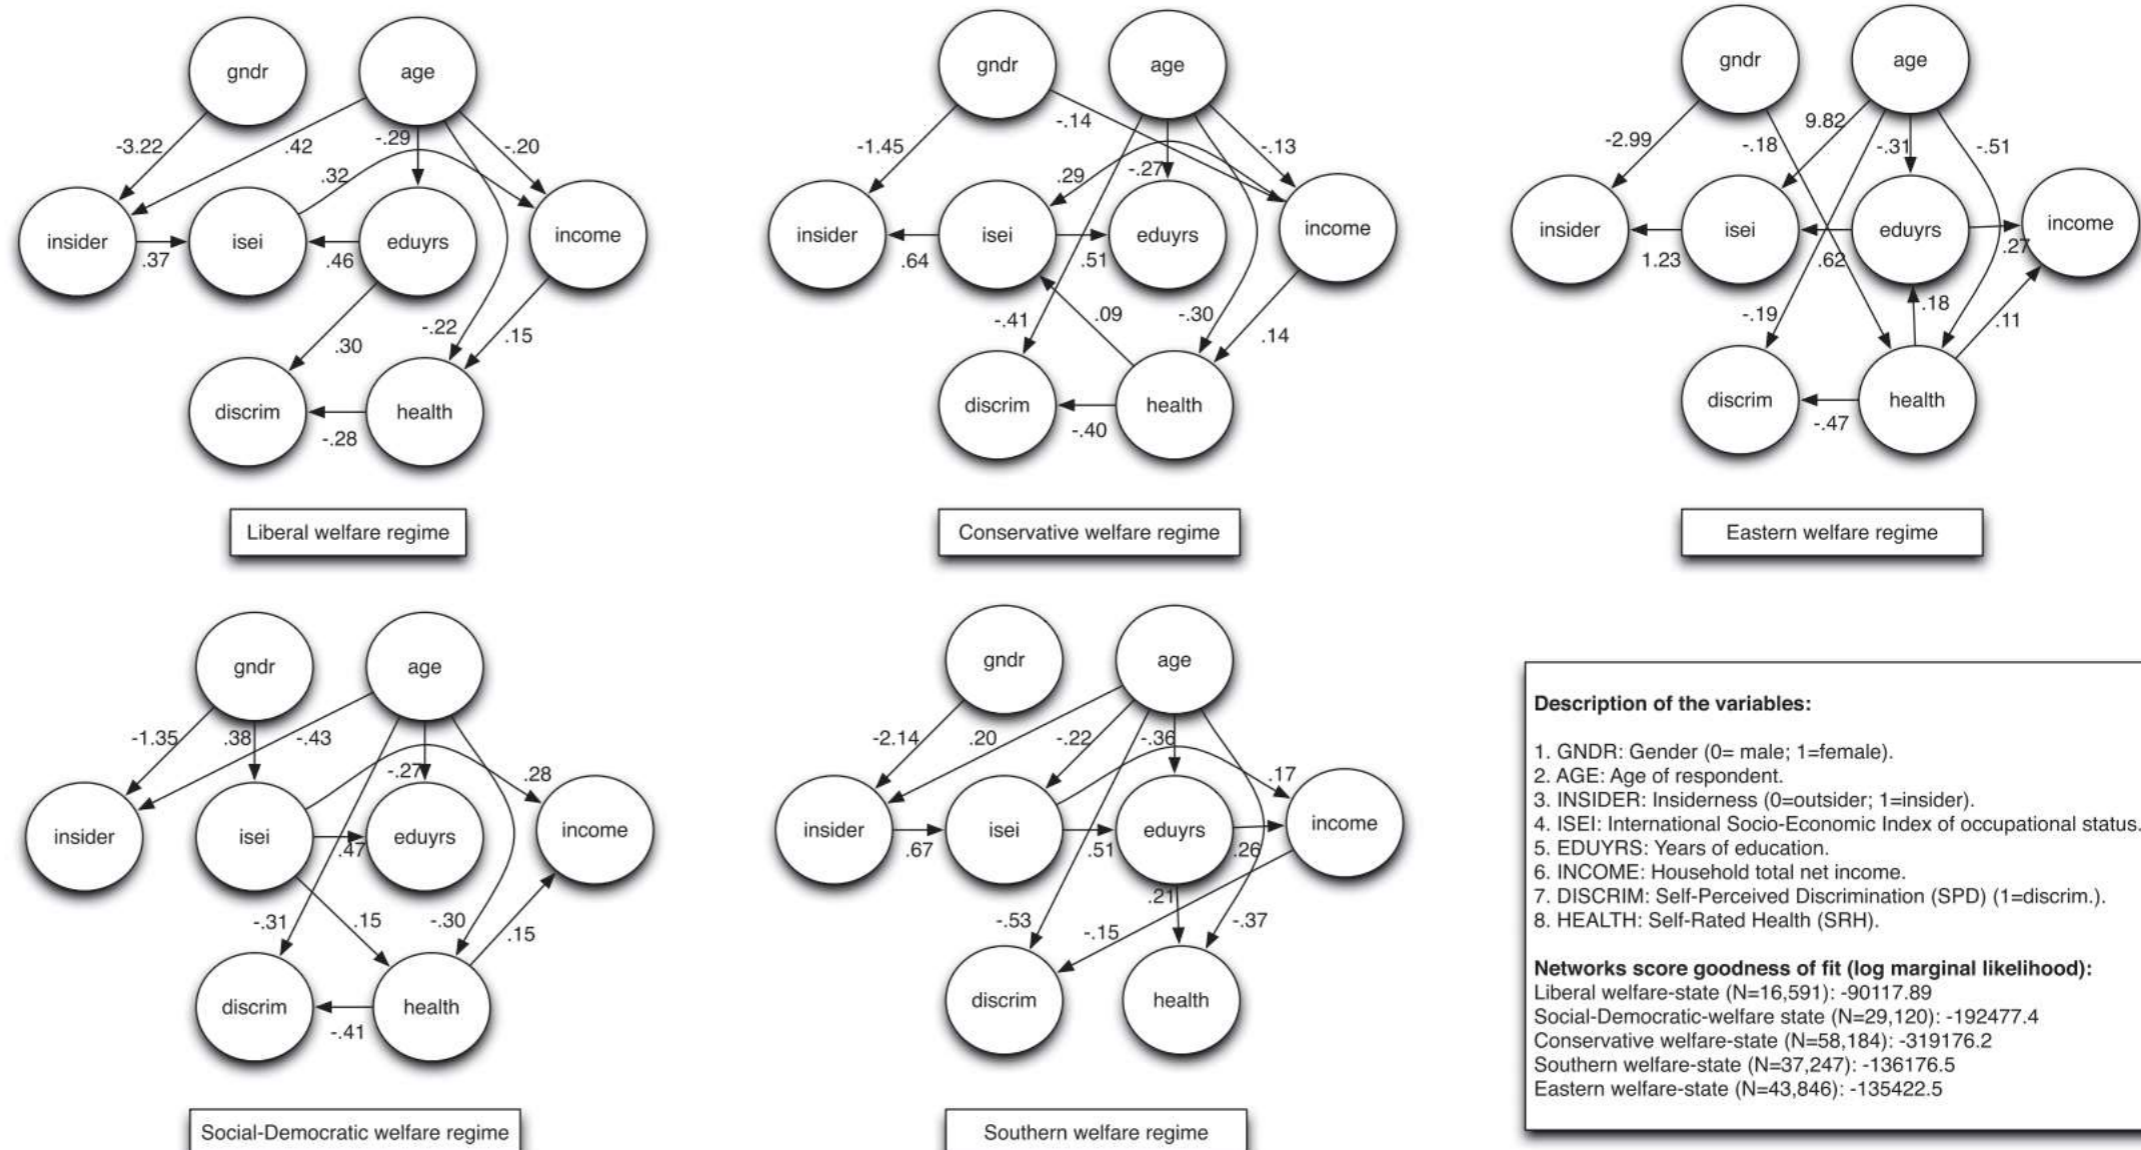 gndr
age
-3.22
.42
-.29
-.20
.32
insider
isei
eduyrs
income
.37
.46
-.22
.15
.30
discrim
health
-.28
Liberal welfare regime
gndr
age
-.14
-1.45
-.13
.29
-.27
insider
isei
eduyrs
income
.64
.51
-.41
.09
-.30
.14
discrim
health
-.40
Conservative welfare regime
gndr
age
9.82
-2.99
-.18
-.31
-.51
insider
isei
eduyrs
income
.27
1.23
.62
-.19
.18
.11
discrim
health
-.47
Eastern welfare regime
gndr
age
-1.35
.38
-.43
-.27
.28
insider
isei
eduyrs
income
.47
-.31
.15
-.30
.15
discrim
health
-.41
Social-Democratic welfare regime
gndr
age
-2.14
.20
-.22
-.36
.17
insider
isei
eduyrs
income
.67
.51
.26
.21
-.53
-.15
-.37
discrim
health
Southern welfare regime
Description of the variables:
1. GNDR: Gender (0= male; 1=female).
2. AGE: Age of respondent.
3. INSIDER: Insiderness (0=outsider; 1=insider).
4. ISEI: International Socio-Economic Index of occupational status.
5. EDUYRS: Years of education.
6. INCOME: Household total net income.
7. DISCRIM: Self-Perceived Discrimination (SPD) (1=discrim.).
8. HEALTH: Self-Rated Health (SRH).
Networks score goodness of fit (log marginal likelihood):
Liberal welfare-state (N=16,591): -90117.89
Social-Democratic-welfare state (N=29,120): -192477.4
Conservative welfare-state (N=58,184): -319176.2
Southern welfare-state (N=37,247): -136176.5
Eastern welfare-state (N=43,846): -135422.5